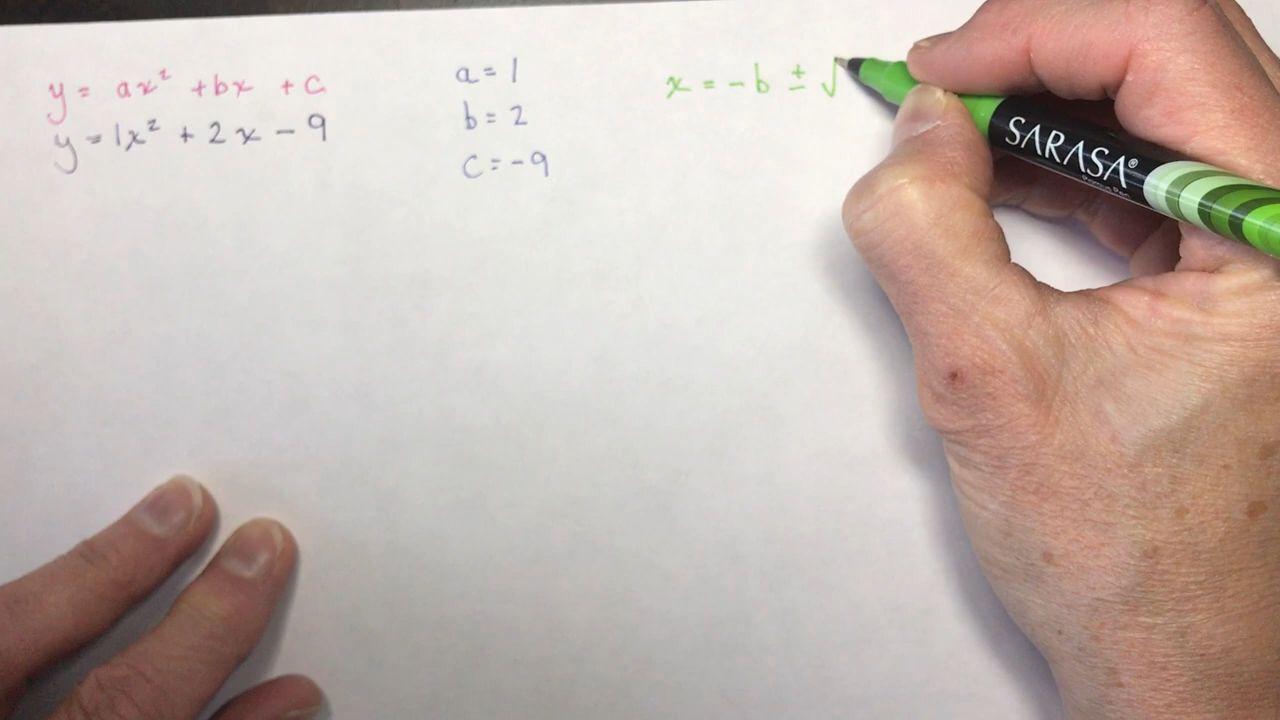 y = ax² + bx + c
y = 1x² + 2x - 9
a = 1
b = 2
c = -9
x = -b ± √
SARASA®